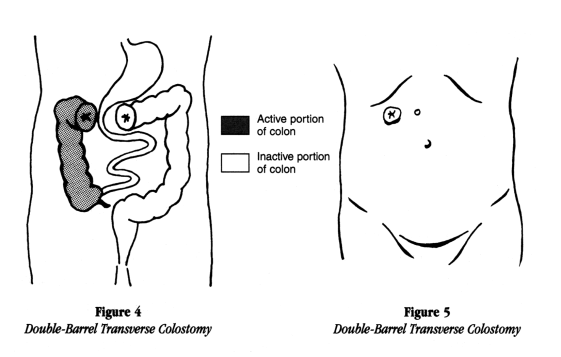 Active portion
of colon
Inactive portion
of colon
Figure 4
Double-Barrel Transverse Colostomy
Figure 5
Double-Barrel Transverse Colostomy